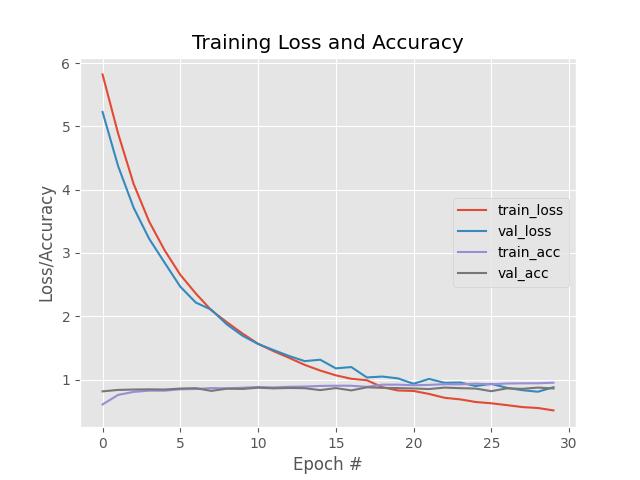 Training Loss and Accuracy
Loss/Accuracy
6
5
4
3
2
1
train_loss
val_loss
train_acc
val_acc
0 5 10 15 20 25 30
Epoch #